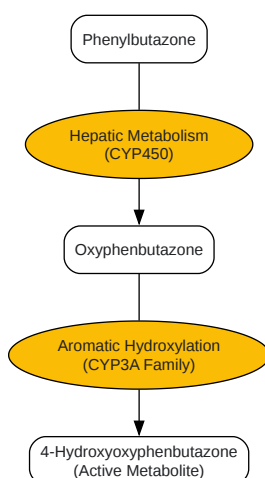 Phenylbutazone
Hepatic Metabolism
(CYP450)
Oxyphenbutazone
Aromatic Hydroxylation
(CYP3A Family)
4-Hydroxyoxyphenbutazone
(Active Metabolite)